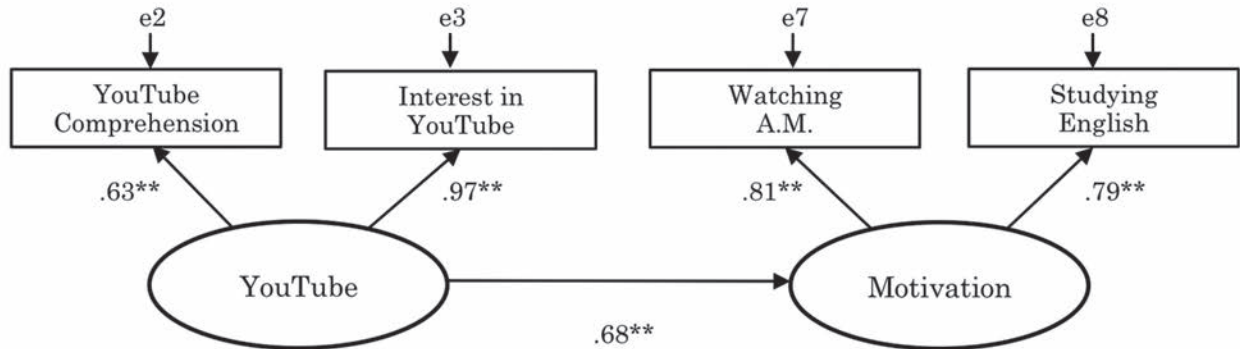 e2
e3
e7
e8
YouTube
Comprehension
Interest in
YouTube
Watching
A.M.
Studying
English
.63**
.97**
.81**
.79**
YouTube
Motivation
.68**